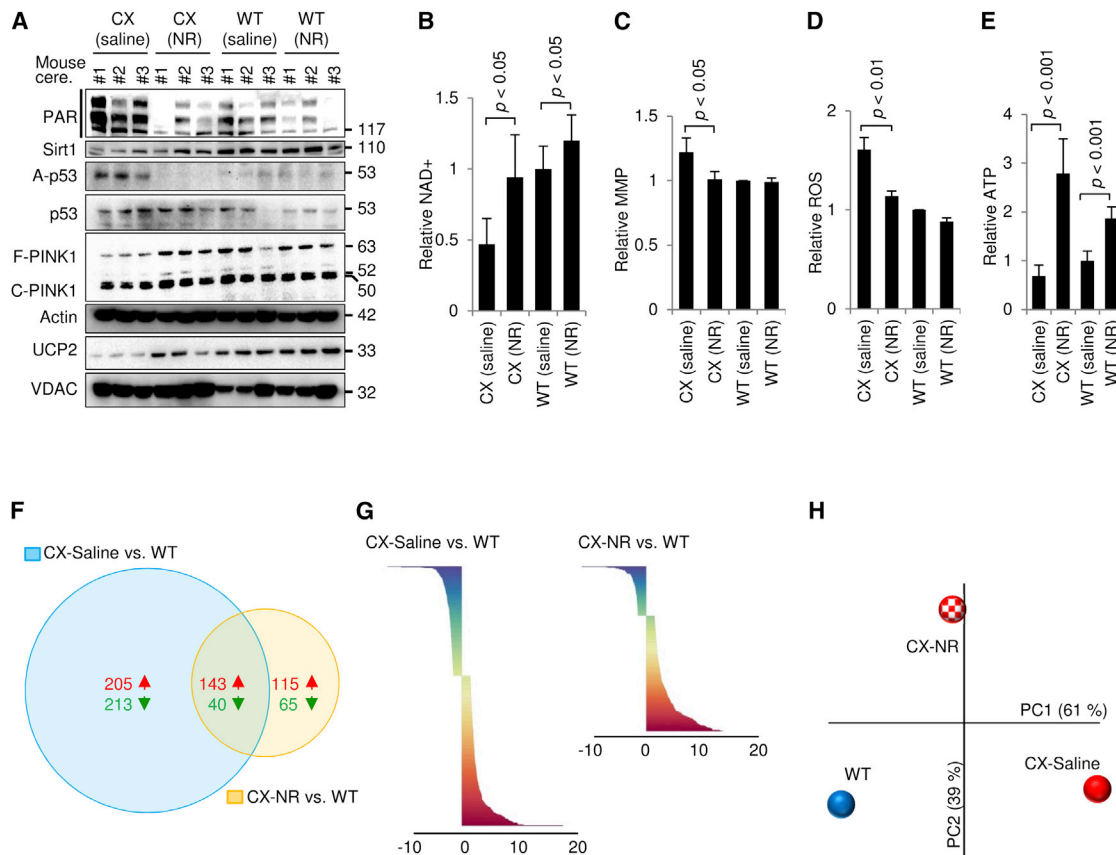 A
CX (saline)
CX (NR)
WT (saline)
WT (NR)
Mouse cere.
#1 #2 #3 #1 #2 #3 #1 #2 #3 #1 #2 #3
PAR
117
Sirt1
110
A-p53
53
p53
53
F-PINK1
63
52
C-PINK1
50
Actin
42
UCP2
33
VDAC
32
B
p < 0.05
p < 0.05
Relative NAD+
1.5
1
0.5
0
CX (saline)
CX (NR)
WT (saline)
WT (NR)
C
p < 0.05
Relative MMP
1.5
1
0.5
0
CX (saline)
CX (NR)
WT (saline)
WT (NR)
D
p < 0.01
Relative ROS
2
1
0
CX (saline)
CX (NR)
WT (saline)
WT (NR)
E
p < 0.001
p < 0.001
Relative ATP
4
3
2
1
0
CX (saline)
CX (NR)
WT (saline)
WT (NR)
F
CX-Saline vs. WT
205
213
143
40
115
65
CX-NR vs. WT
G
CX-Saline vs. WT
-10 0 10 20
CX-NR vs. WT
-10 0 10 20
H
CX-NR
PC1 (61 %)
WT
CX-Saline
PC2 (39 %)